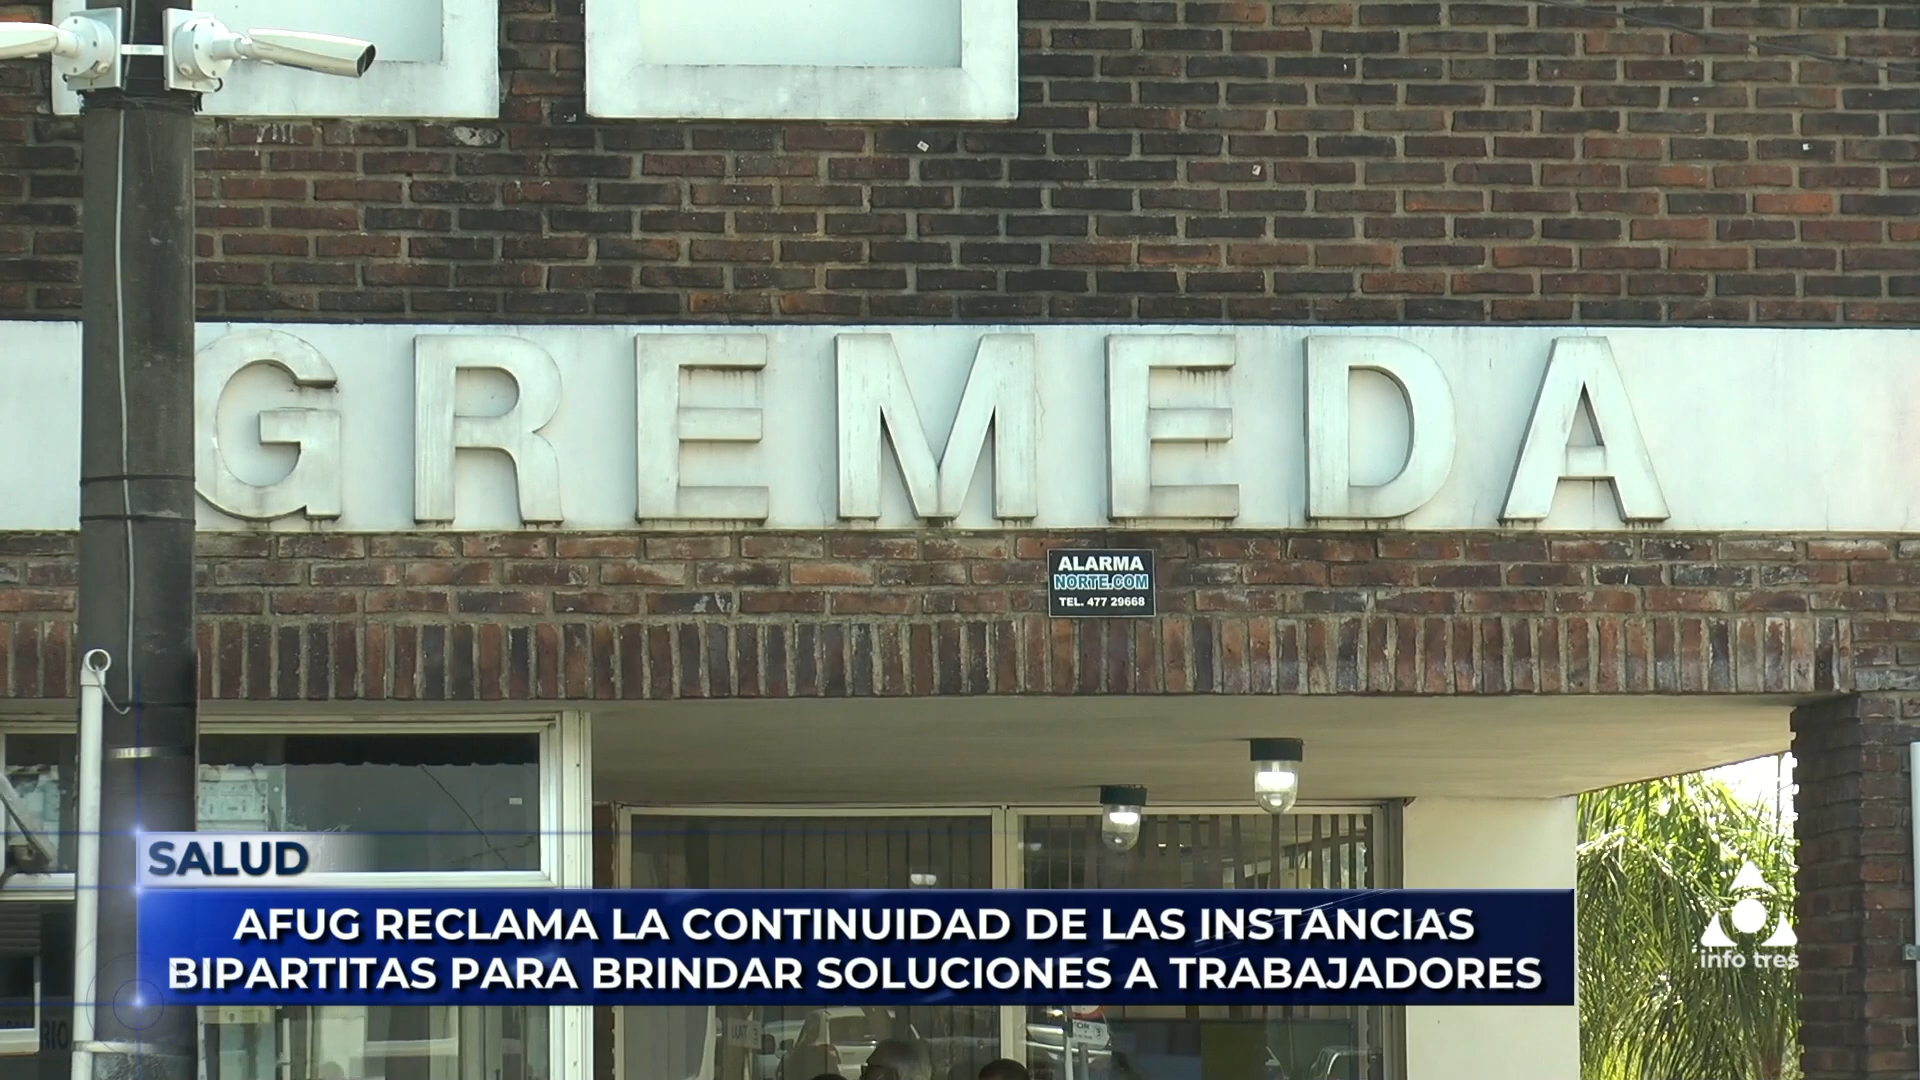 GREMEDA
ALARMA
NORTE.COM
TEL. 477 29668
SALUD
AFUG RECLAMA LA CONTINUIDAD DE LAS INSTANCIAS
BIPARTITAS PARA BRINDAR SOLUCIONES A TRABAJADORES
info tres